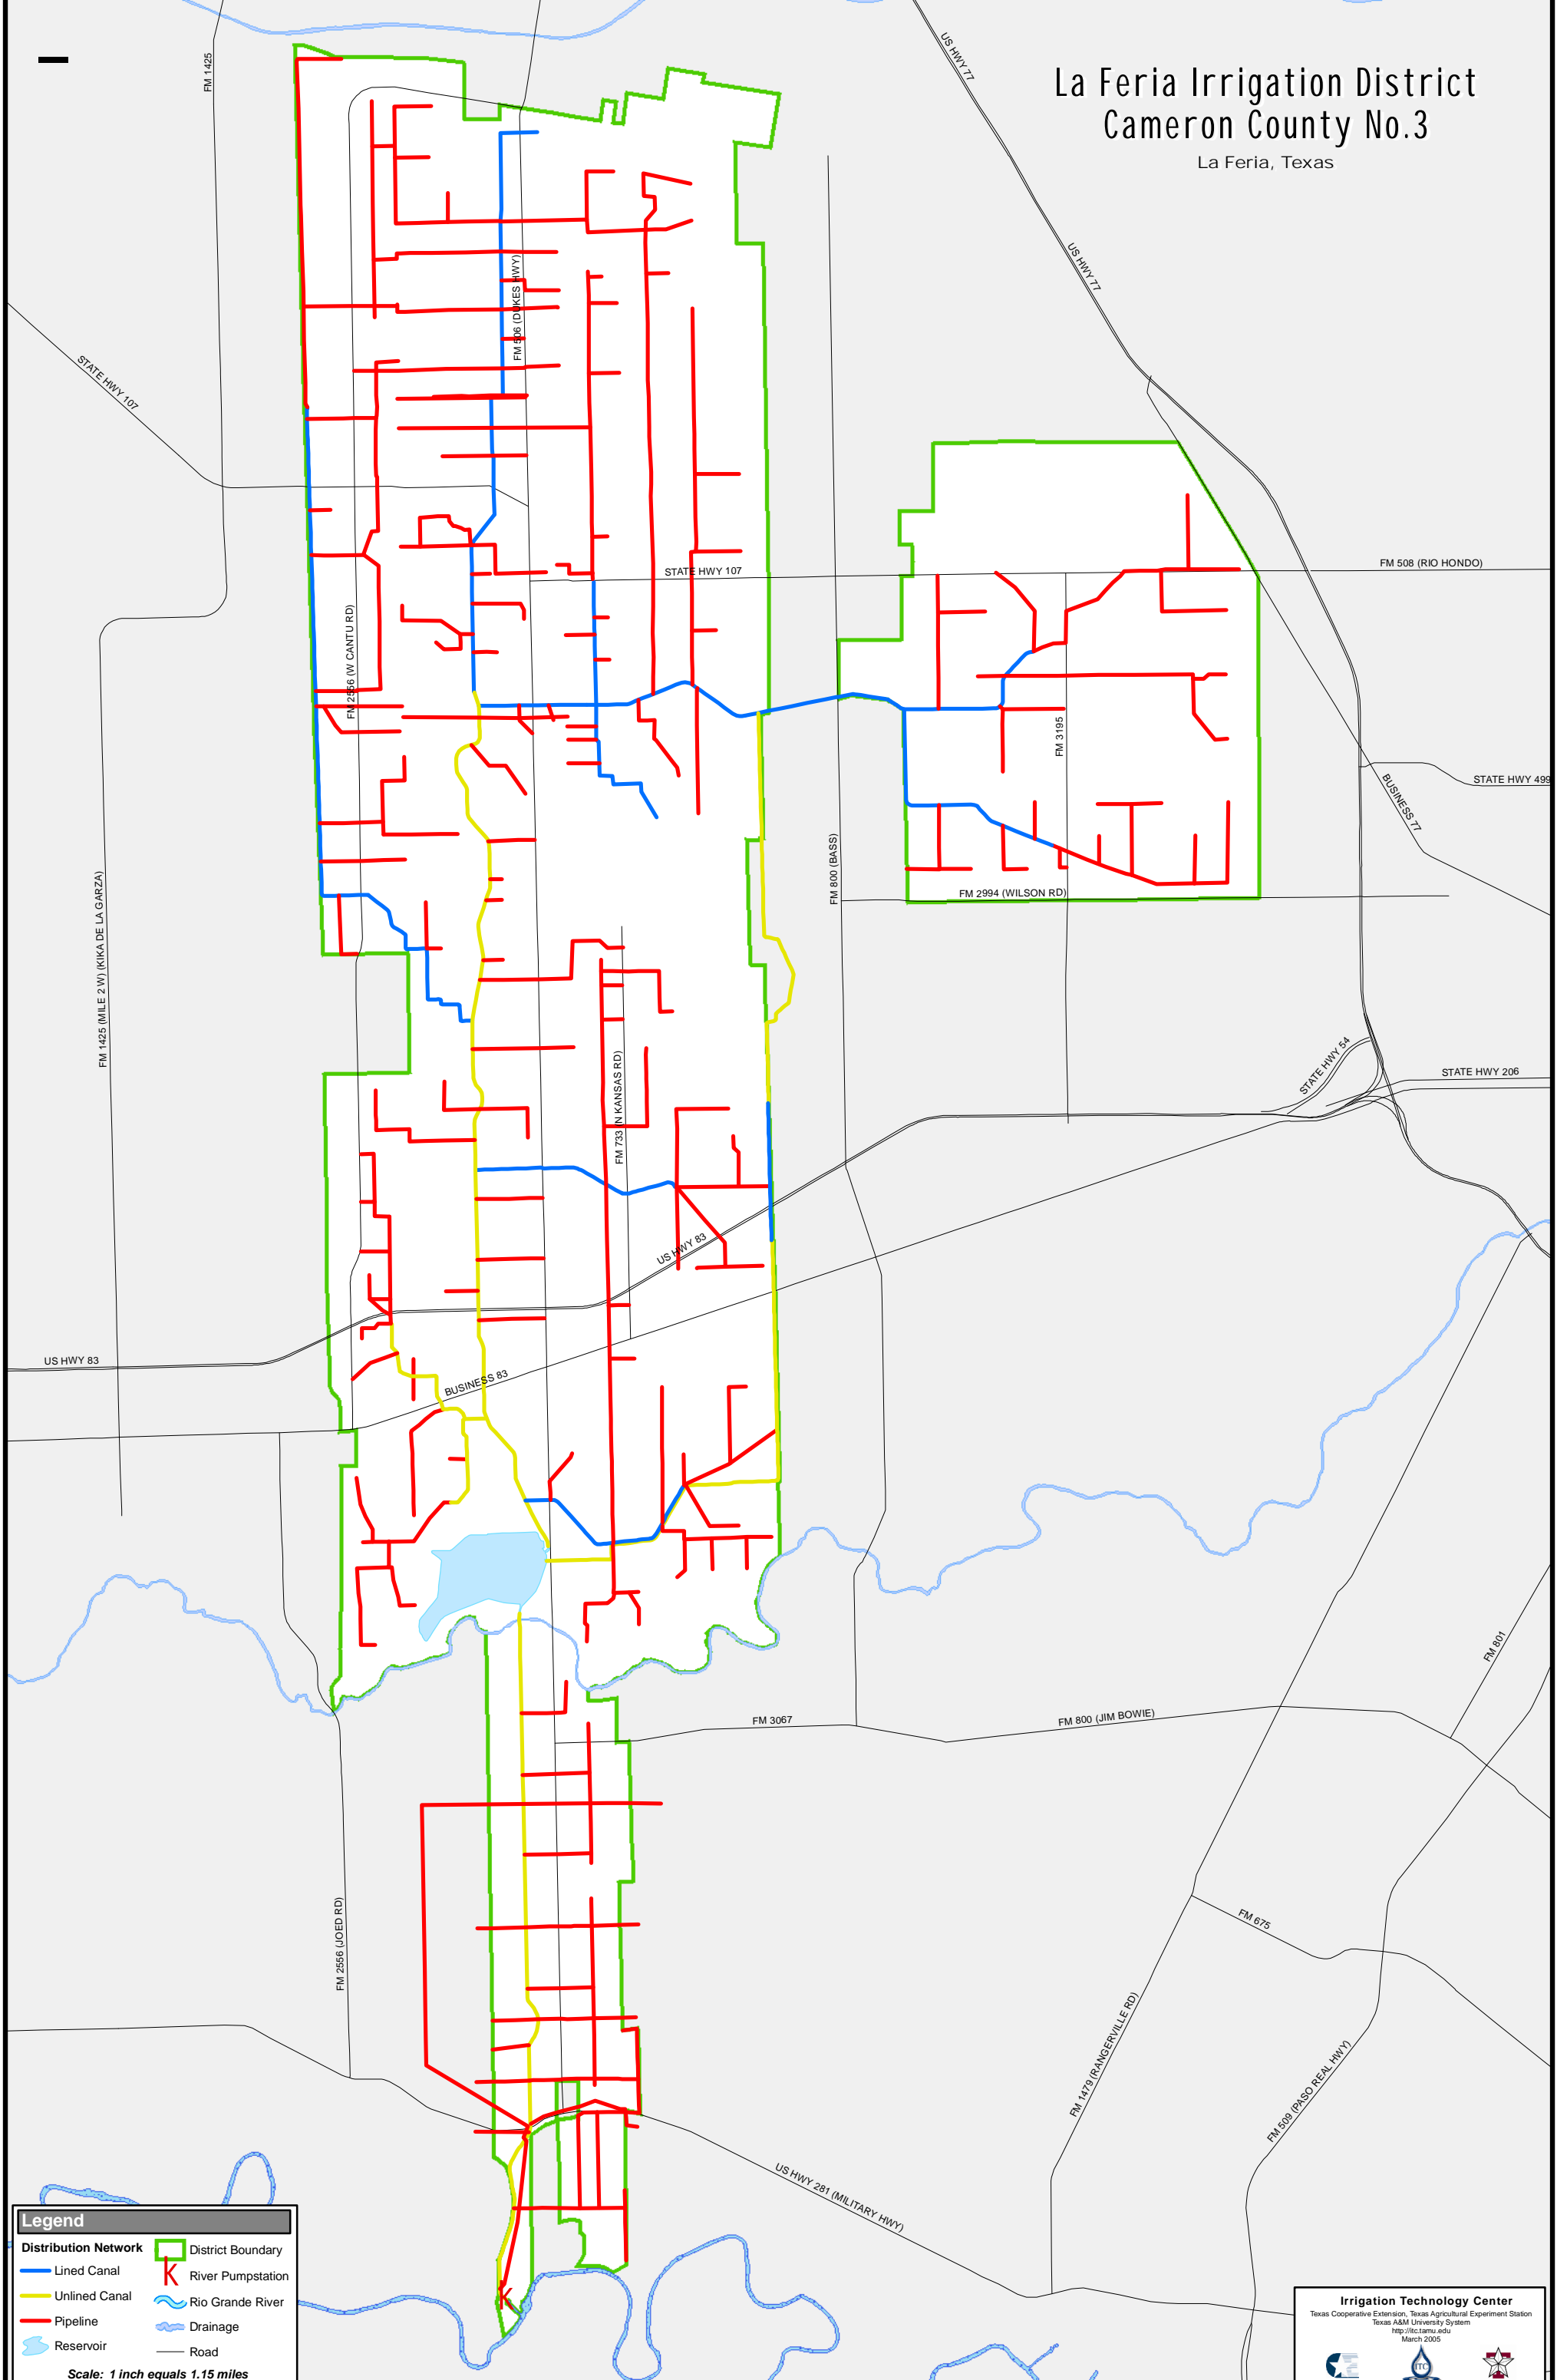 La Feria Irrigation District
Cameron County No.3
La Feria, Texas
US HWY 77
FM 1425
US HWY 77
FM 506 (DUKES HWY)
STATE HWY 107
STATE HWY 107
FM 508 (RIO HONDO)
FM 2556 (W CANTU RD)
FM 3195
STATE HWY 499
BUSINESS 77
FM 800 (BASS)
FM 2994 (WILSON RD)
FM 1425 (MILE 2 W) (KIKA DE LA GARZA)
STATE HWY 54
STATE HWY 206
FM 733 (N KANSAS RD)
US HWY 83
US HWY 83
BUSINESS 83
FM 801
FM 3067
FM 800 (JIM BOWIE)
FM 2556 (JOED RD)
FM 675
FM 1479 (RANGERVILLE RD)
FM 509 (PASO REAL HWY)
US HWY 281 (MILITARY HWY)
K
Legend
Distribution Network
Lined Canal
Unlined Canal
Pipeline
Reservoir
District Boundary
K River Pumpstation
Rio Grande River
Drainage
Road
Scale: 1 inch equals 1.15 miles
Irrigation Technology Center
Texas Cooperative Extension, Texas Agricultural Experiment Station
Texas A&M University System
http://itc.tamu.edu
March 2005
ITC